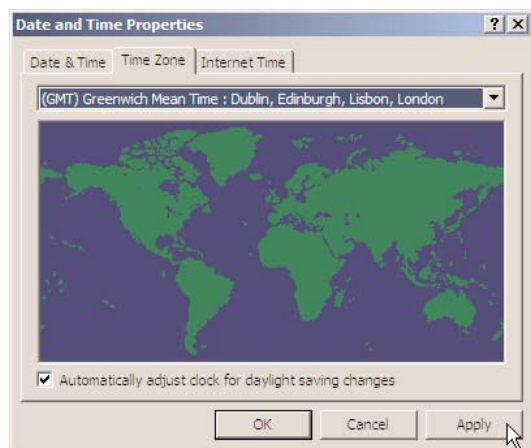 Date and Time Properties
Date & Time
Time Zone
Internet Time
(GMT) Greenwich Mean Time : Dublin, Edinburgh, Lisbon, London
Automatically adjust clock for daylight saving changes
OK
Cancel
Apply